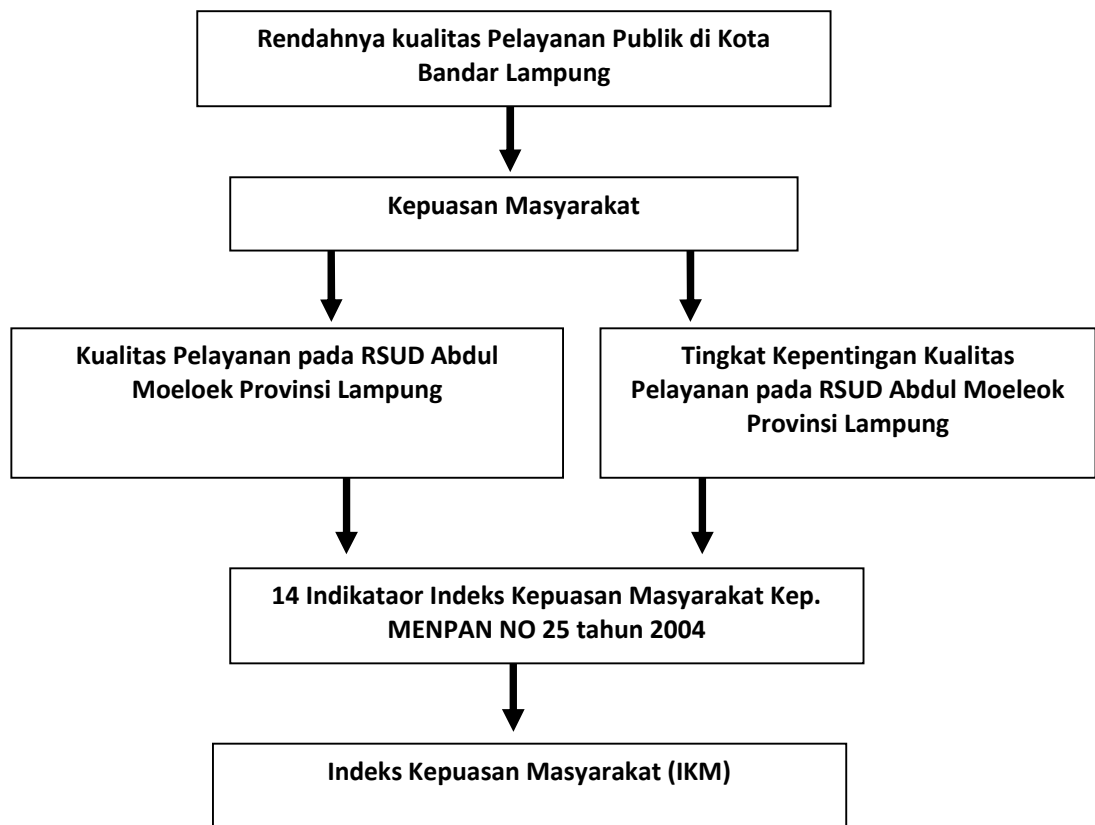 Rendahnya kualitas Pelayanan Publik di Kota
Bandar Lampung
Kepuasan Masyarakat
Kualitas Pelayanan pada RSUD Abdul
Moeloek Provinsi Lampung
Tingkat Kepentingan Kualitas
Pelayanan pada RSUD Abdul Moeleok
Provinsi Lampung
14 Indikataor Indeks Kepuasan Masyarakat Kep.
MENPAN NO 25 tahun 2004
Indeks Kepuasan Masyarakat (IKM)